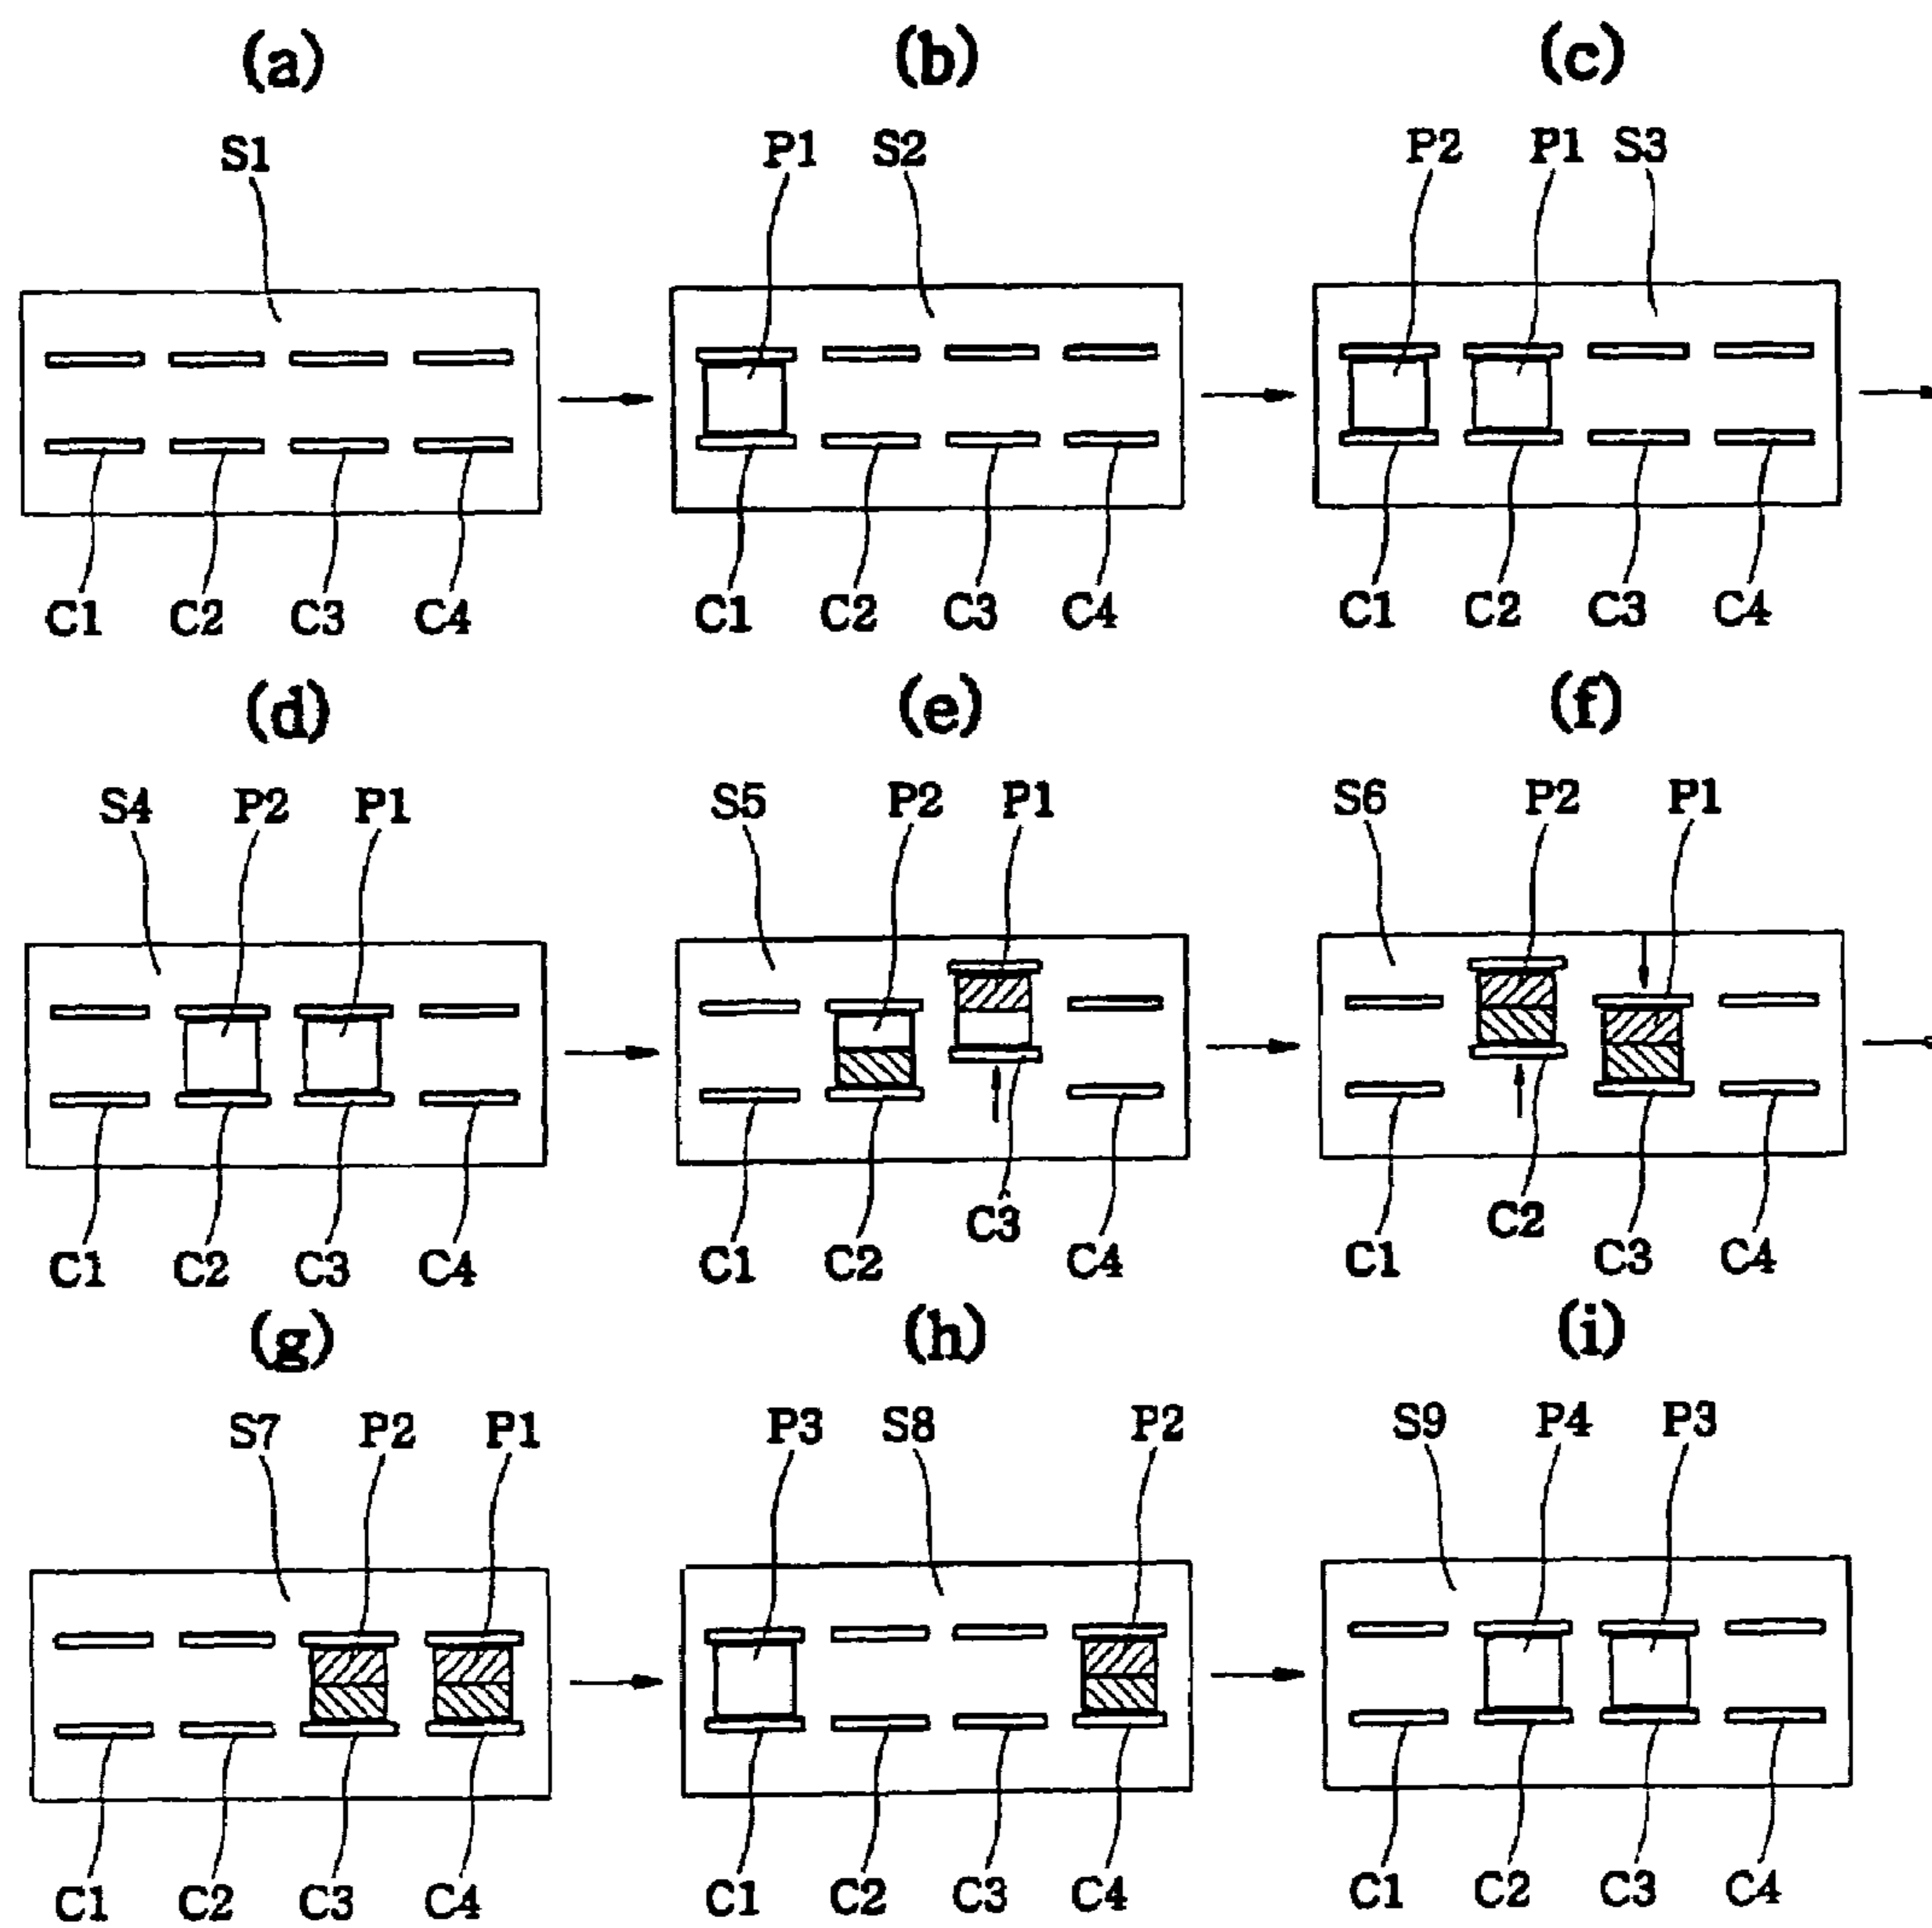 (a) (b) (c)
S1 P1 S2 P2 P1 S3
C1 C2 C3 C4 C1 C2 C3 C4 C1 C2 C3 C4
(d) (e) (f)
S4 P2 P1 S5 P2 P1 S6 P2 P1
C1 C2 C3 C4 C1 C2 C3 C4 C1 C2 C3 C4
(g) (h) (i)
S7 P2 P1 P3 S8 P2 S9 P4 P3
C1 C2 C3 C4 C1 C2 C3 C4 C1 C2 C3 C4